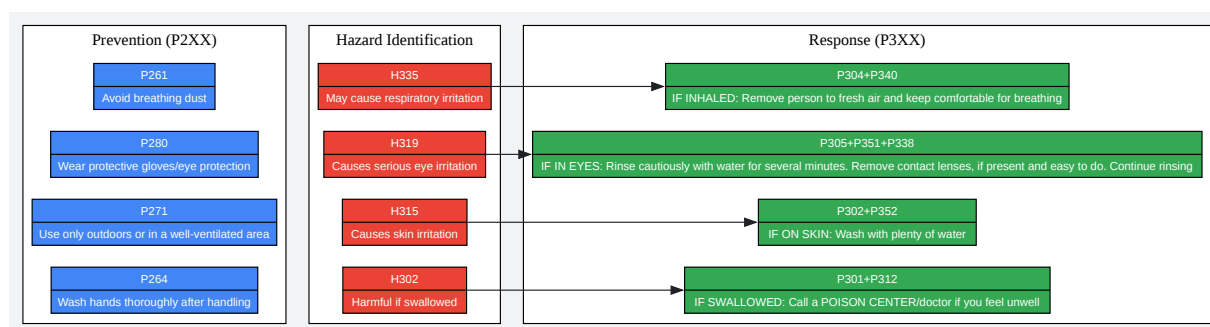 Prevention (P2XX)
P261
Avoid breathing dust
P280
Wear protective gloves/eye protection
P271
Use only outdoors or in a well-ventilated area
P264
Wash hands thoroughly after handling
Hazard Identification
H335
May cause respiratory irritation
H319
Causes serious eye irritation
H315
Causes skin irritation
H302
Harmful if swallowed
Response (P3XX)
P304+P340
IF INHALED: Remove person to fresh air and keep comfortable for breathing
P305+P351+P338
IF IN EYES: Rinse cautiously with water for several minutes. Remove contact lenses, if present and easy to do. Continue rinsing
P302+P352
IF ON SKIN: Wash with plenty of water
P301+P312
IF SWALLOWED: Call a POISON CENTER/doctor if you feel unwell